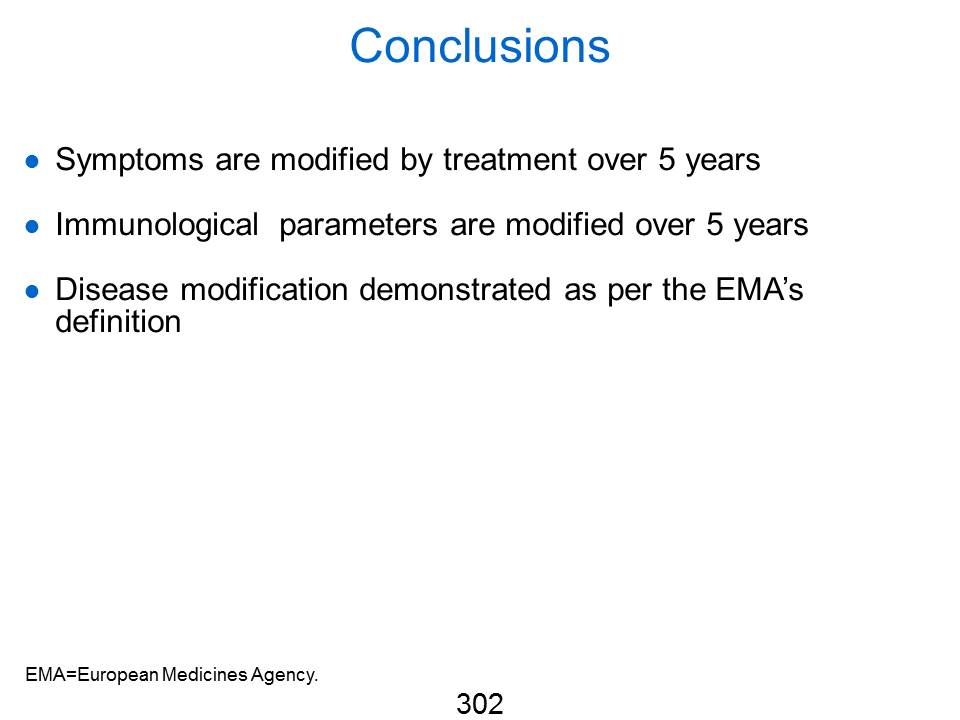 Conclusions
● Symptoms are modified by treatment over 5 years
● Immunological  parameters are modified over 5 years
● Disease modification demonstrated as per the EMA’s
definition
EMA=European Medicines Agency.
302